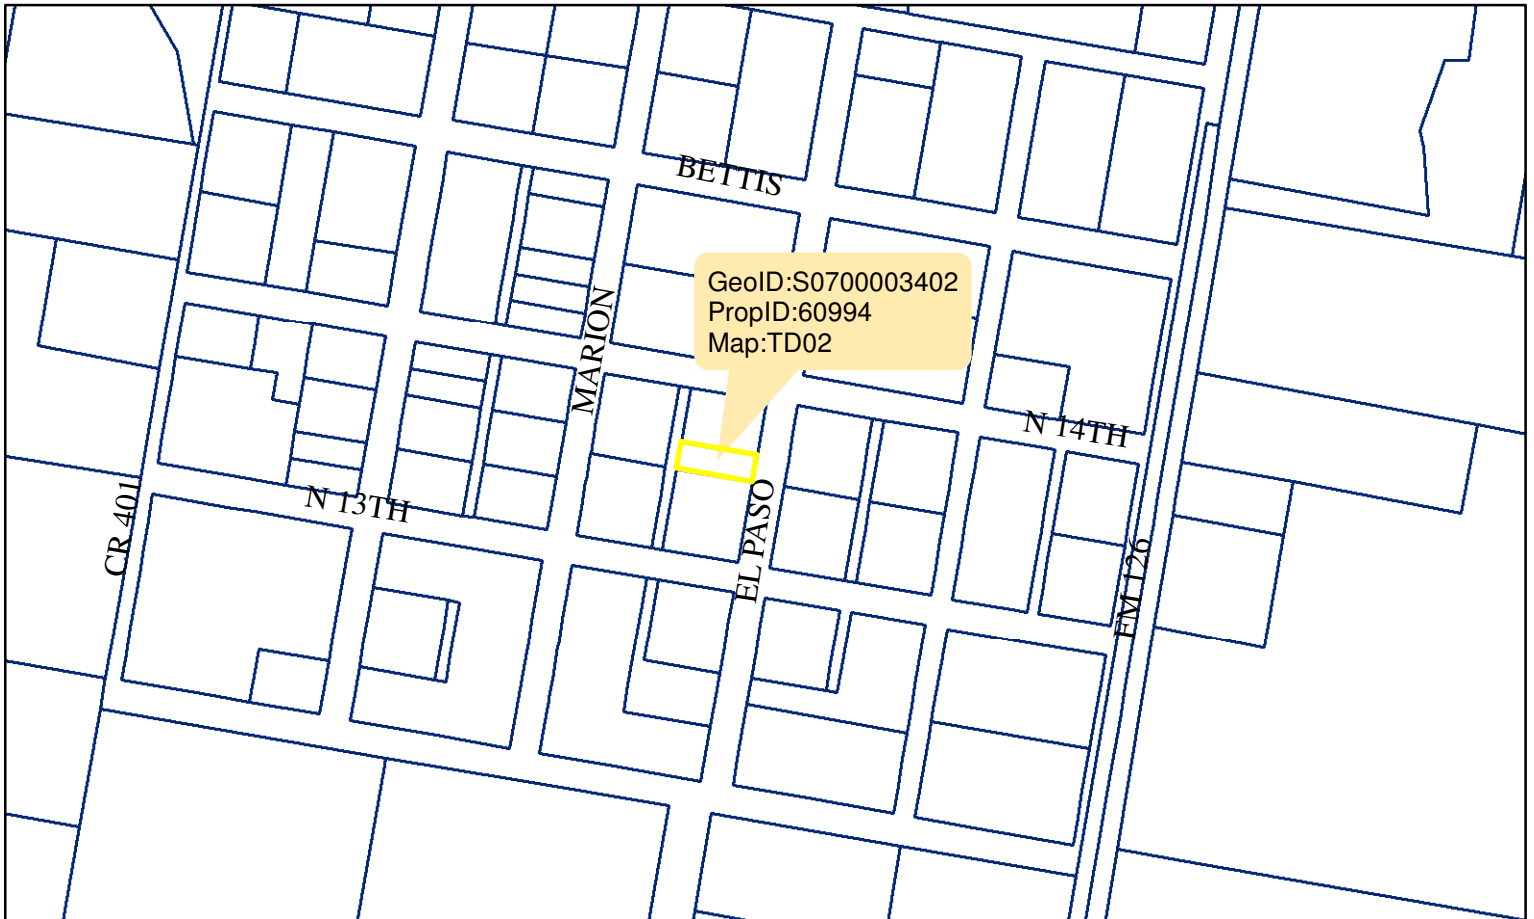 BETTIS
GeoID:S0700003402
PropID:60994
Map:TD02
MARION
N 14TH
N 13TH
CR 401
EL PASO
FM 126